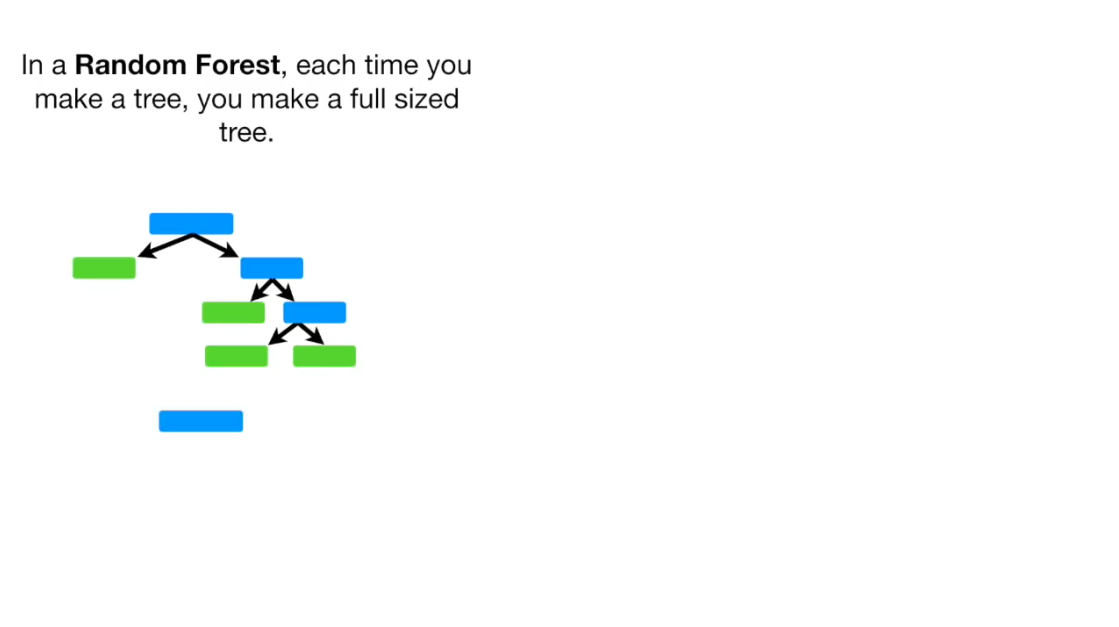 In a Random Forest, each time you
make a tree, you make a full sized
tree.